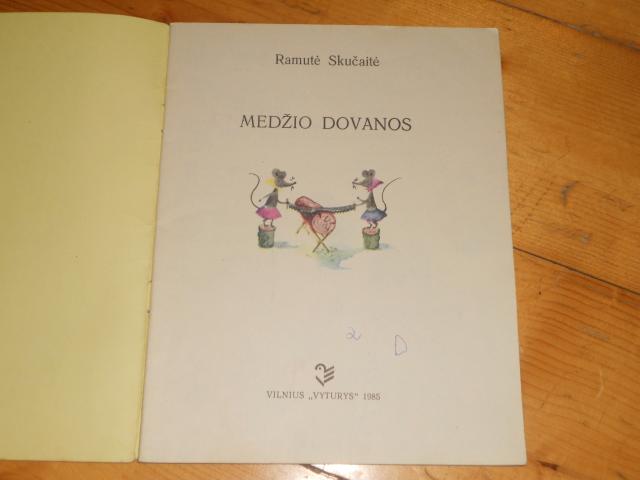 Ramutė Skučaitė
MEDŽIO DOVANOS
2 D
VILNIUS „VYTURYS" 1985